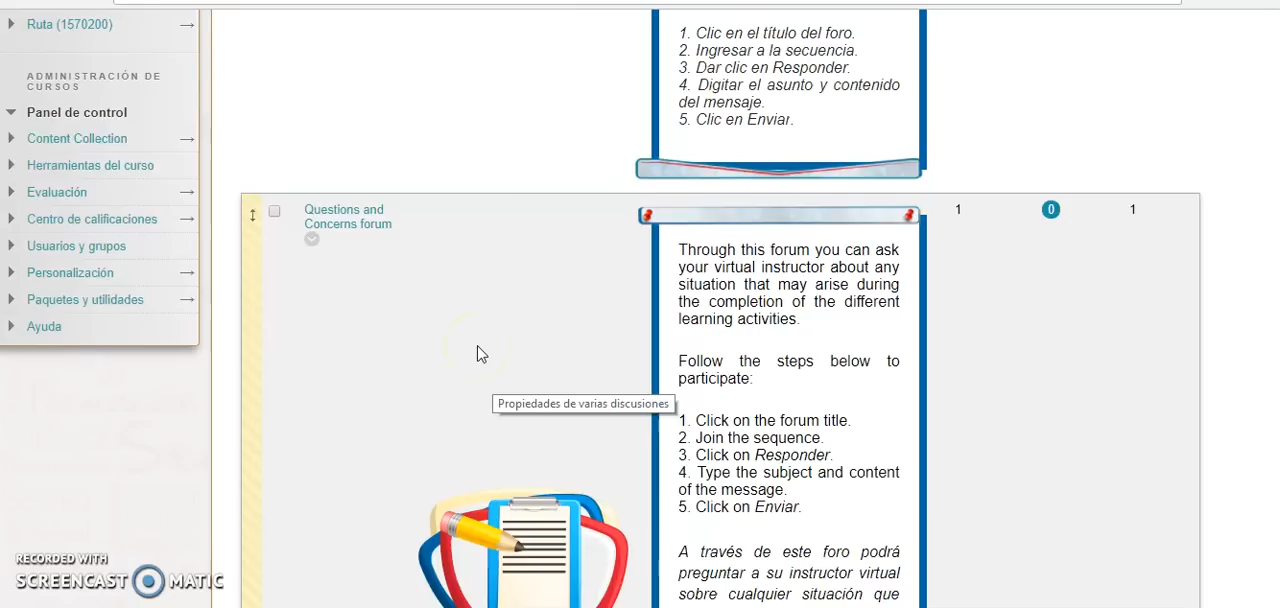 Ruta (1570200)
ADMINISTRACIÓN DE
CURSOS
Panel de control
Content Collection
Herramientas del curso
Evaluación
Centro de calificaciones
Usuarios y grupos
Personalización
Paquetes y utilidades
Ayuda
1. Clic en el título del foro.
2. Ingresar a la secuencia.
3. Dar clic en Responder.
4. Digitar el asunto y contenido
del mensaje.
5. Clic en Enviar.
Questions and
Concerns forum
1
0
1
Through this forum you can ask
your virtual instructor about any
situation that may arise during
the completion of the different
learning activities.
Follow the steps below to
participate:
Propiedades de varias discusiones
1. Click on the forum title.
2. Join the sequence.
3. Click on Responder.
4. Type the subject and content
of the message.
5. Click on Enviar.
A través de este foro podrá
preguntar a su instructor virtual
sobre cualquier situación que
RECORDED WITH
SCREENCAST MATIC